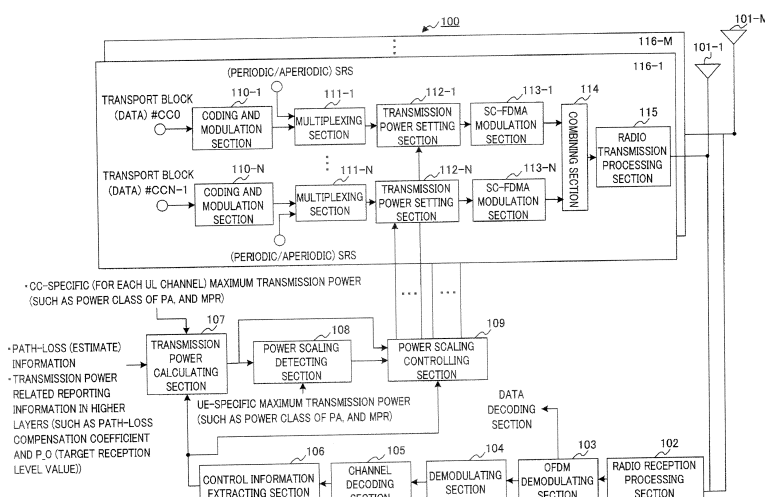 100
101-M
101-1
116-M
116-1
(PERIODIC/APERIODIC) SRS
TRANSPORT BLOCK
(DATA) #CC0
110-1
CODING AND
MODULATION
SECTION
111-1
MULTIPLEXING
SECTION
112-1
TRANSMISSION
POWER SETTING
SECTION
113-1
SC-FDMA
MODULATION
SECTION
114
COMBINING SECTION
115
RADIO
TRANSMISSION
PROCESSING
SECTION
TRANSPORT BLOCK
(DATA) #CCN-1
110-N
CODING AND
MODULATION
SECTION
111-N
MULTIPLEXING
SECTION
112-N
TRANSMISSION
POWER SETTING
SECTION
113-N
SC-FDMA
MODULATION
SECTION
(PERIODIC/APERIODIC) SRS
・CC-SPECIFIC (FOR EACH UL CHANNEL) MAXIMUM TRANSMISSION POWER
(SUCH AS POWER CLASS OF PA, AND MPR)
・PATH-LOSS (ESTIMATE)
INFORMATION
・TRANSMISSION POWER
RELATED REPORTING
INFORMATION IN HIGHER
LAYERS (SUCH AS PATH-LOSS
COMPENSATION COEFFICIENT
AND P_O (TARGET RECEPTION
LEVEL VALUE))
107
TRANSMISSION
POWER
CALCULATING
SECTION
108
POWER SCALING
DETECTING
SECTION
109
POWER SCALING
CONTROLLING
SECTION
UE-SPECIFIC MAXIMUM TRANSMISSION POWER
(SUCH AS POWER CLASS OF PA, AND MPR)
DATA
DECODING
SECTION
106
CONTROL INFORMATION
EXTRACTING SECTION
105
CHANNEL
DECODING
SECTION
104
DEMODULATING
SECTION
103
OFDM
DEMODULATING
SECTION
102
RADIO RECEPTION
PROCESSING
SECTION